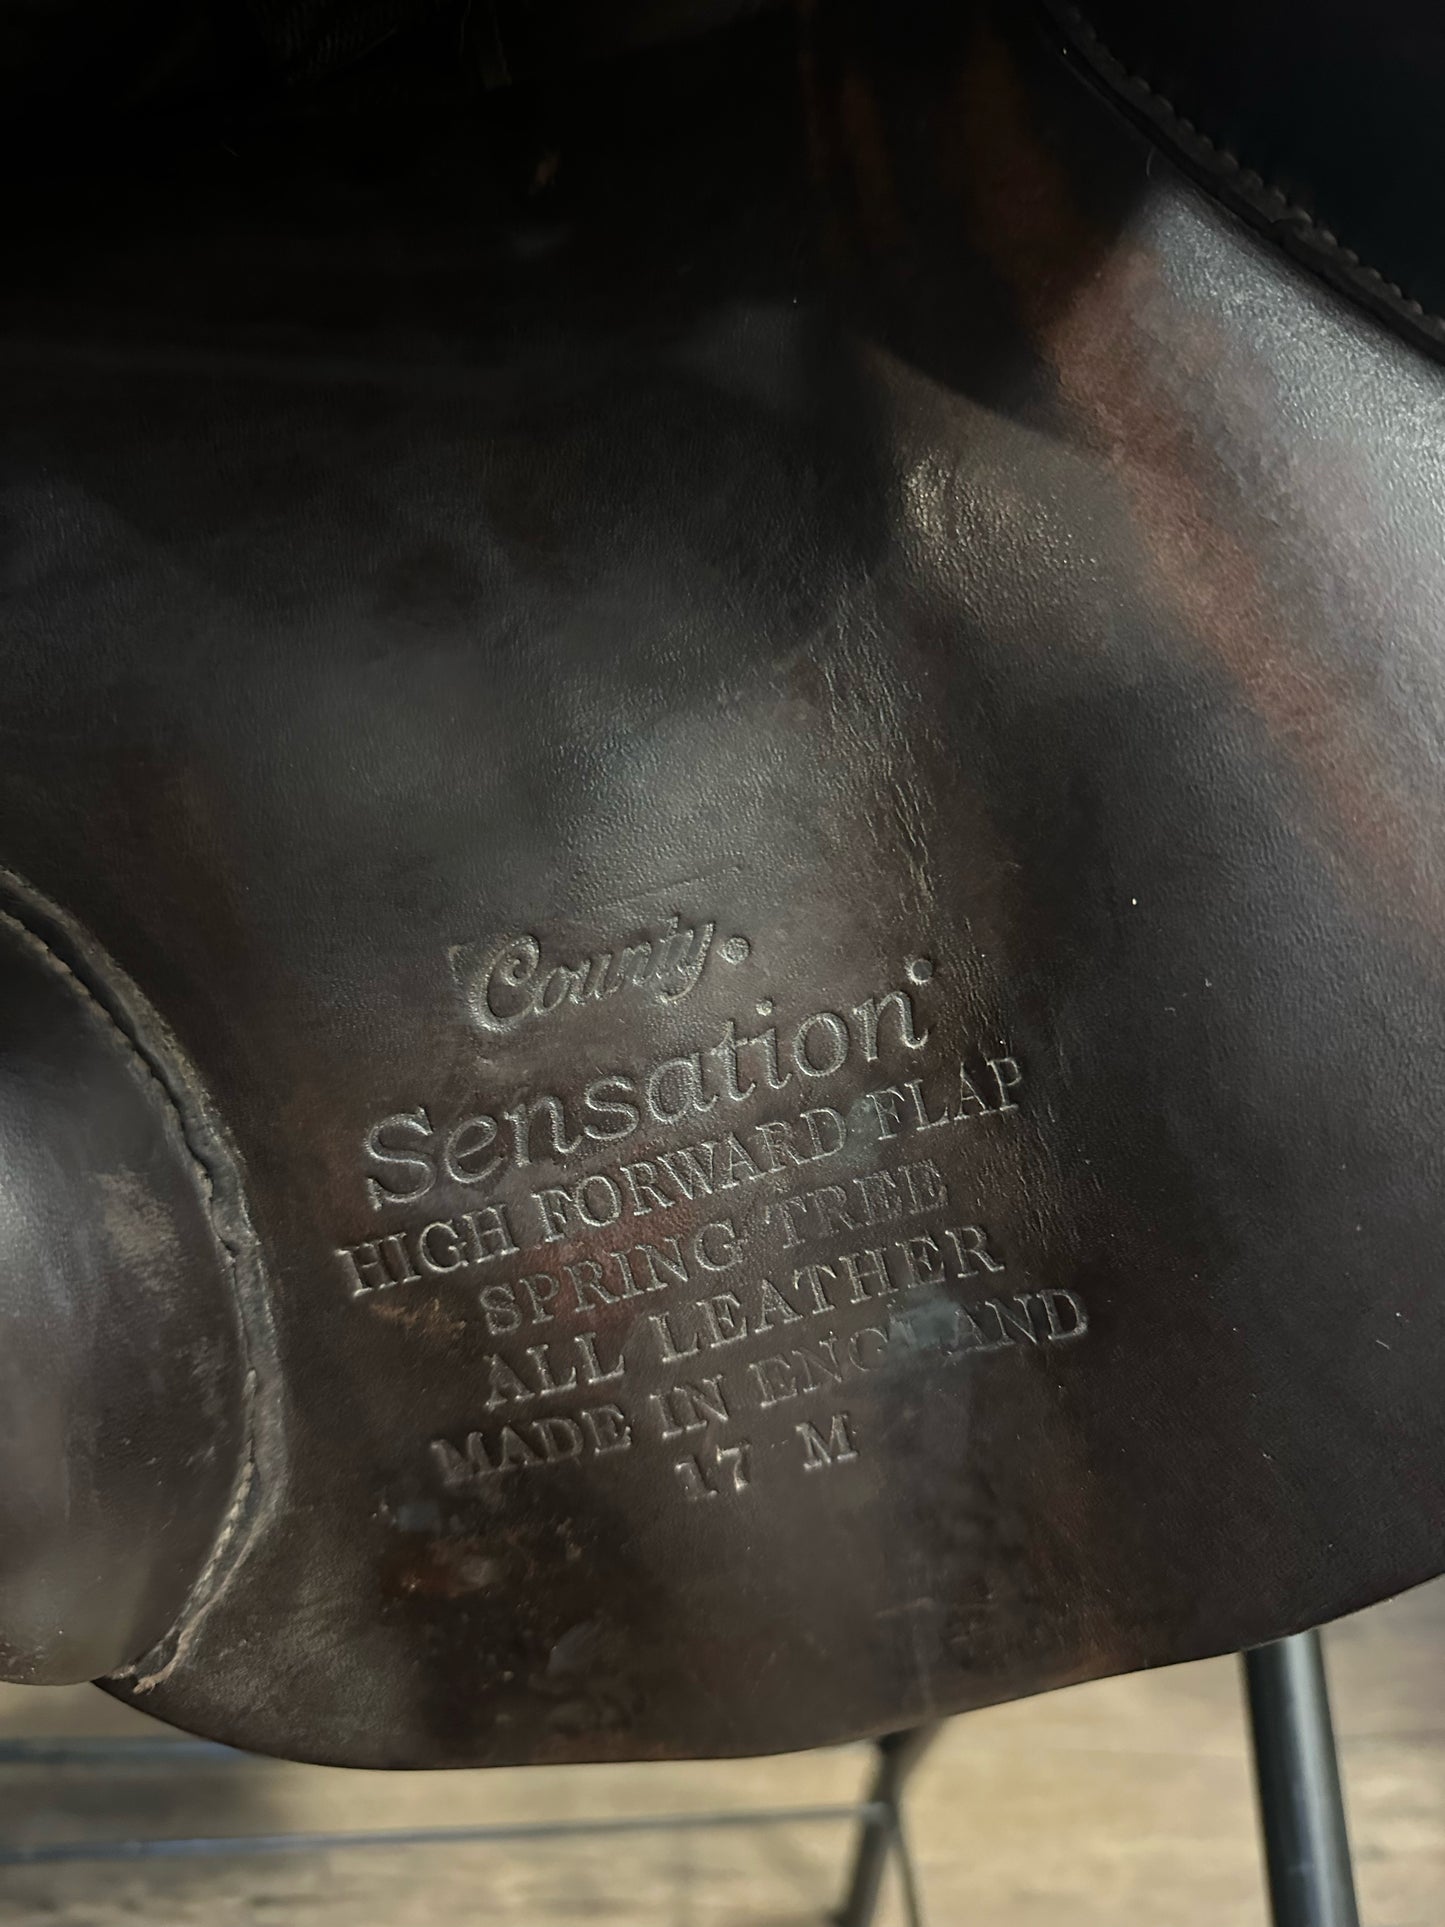 County®
Sensation®
HIGH FORWARD FLAP
SPRING TREE
ALL LEATHER
MADE IN ENGLAND
17 M